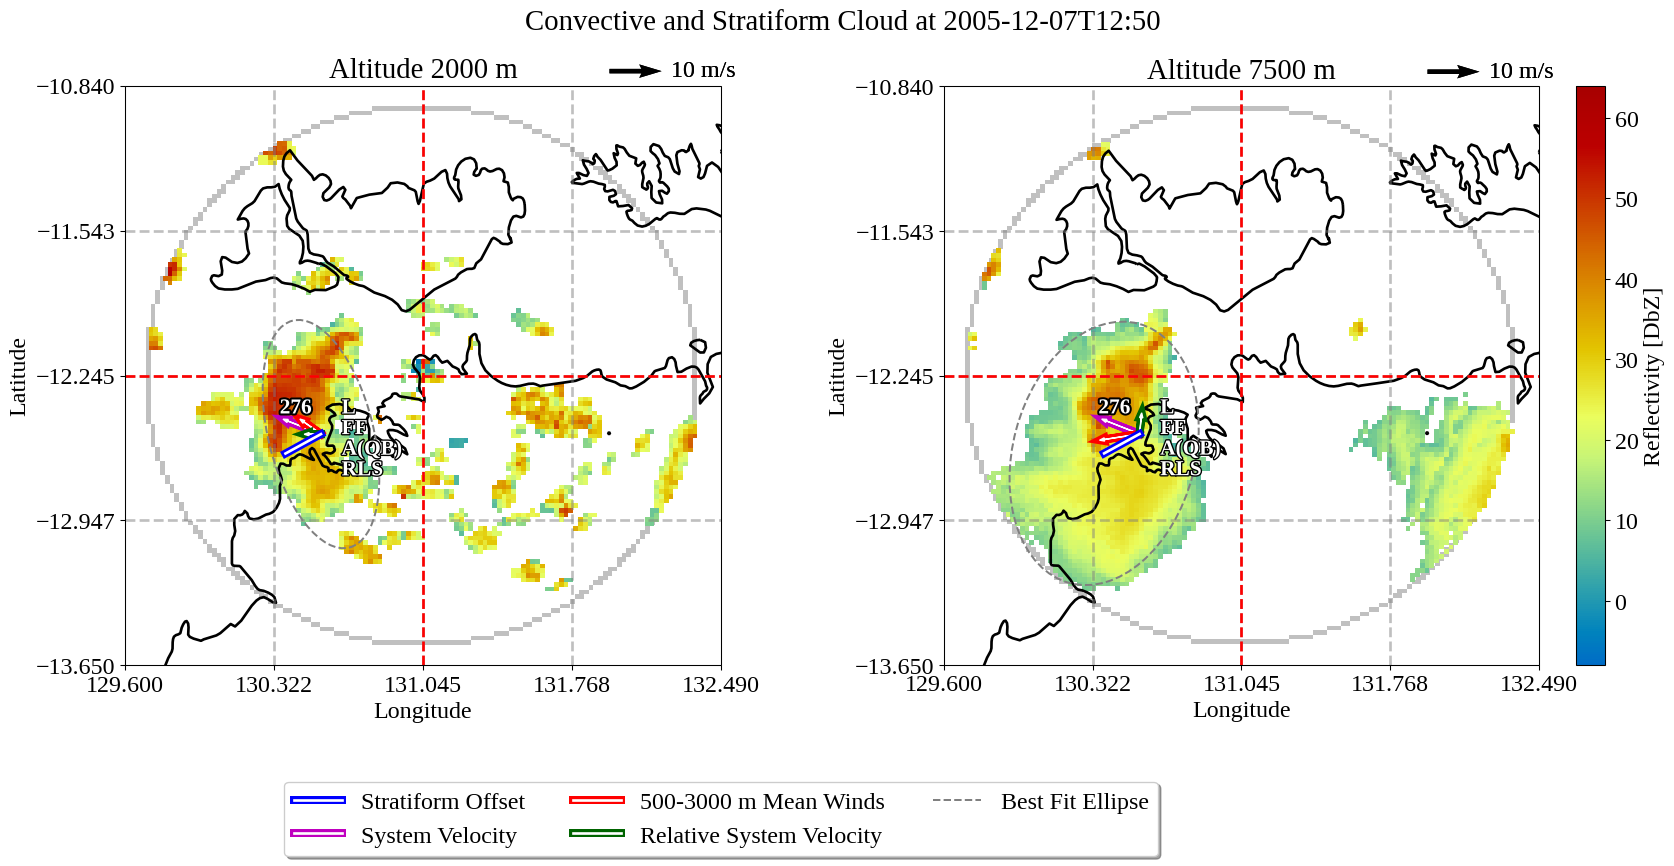 Convective and Stratiform Cloud at 2005-12-07T12:50
Altitude 2000 m
10 m/s
Altitude 7500 m
10 m/s
−10.840
−11.543
−12.245
−12.947
−13.650
Latitude
129.600
130.322
131.045
131.768
132.490
Longitude
276
L
FF
A(QB)
RLS
−10.840
−11.543
−12.245
−12.947
−13.650
Latitude
129.600
130.322
131.045
131.768
132.490
Longitude
276
L
FF
A(QB)
RLS
60
50
40
30
20
10
0
Reflectivity [DbZ]
Stratiform Offset
System Velocity
500-3000 m Mean Winds
Relative System Velocity
Best Fit Ellipse